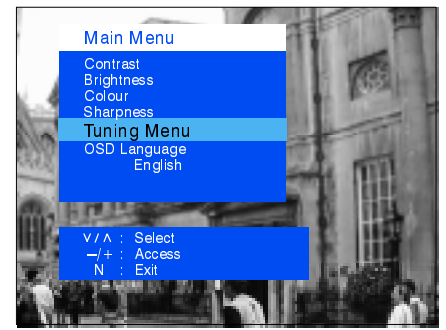 Main Menu
Contrast
Brightness
Colour
Sharpness
Tuning Menu
OSD Language
English
∨/∧ : Select
–/+ : Access
N : Exit